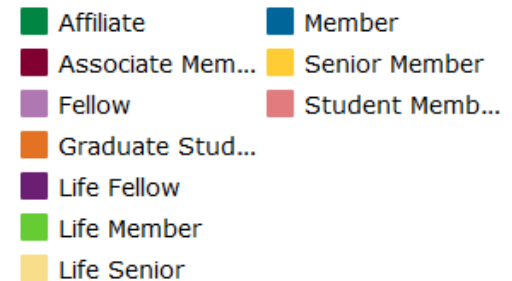 Affiliate
Associate Mem...
Fellow
Graduate Stud...
Life Fellow
Life Member
Life Senior
Member
Senior Member
Student Memb...